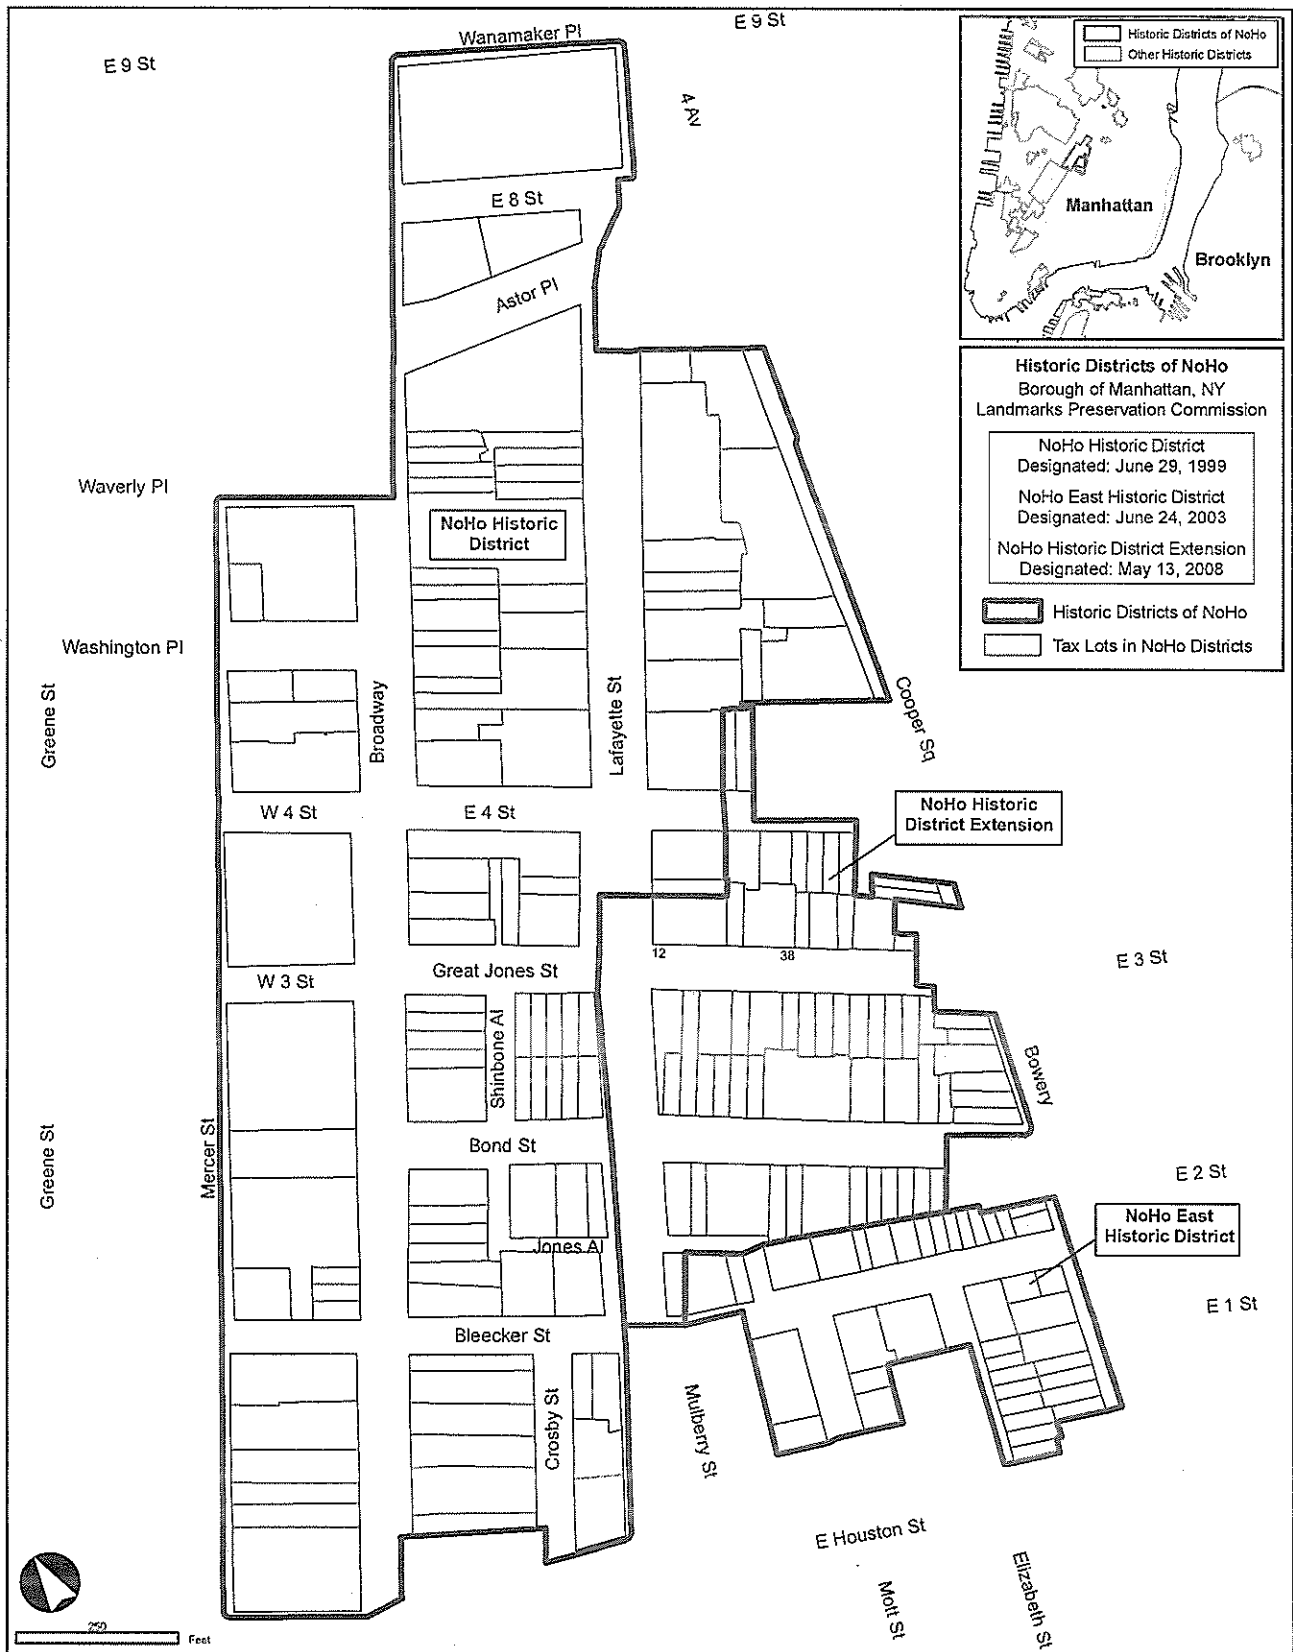 Wanamaker Pl
E 9 St
E 9 St
4 Av
E 8 St
Astor Pl
Historic Districts of NoHo
Other Historic Districts
Manhattan
Brooklyn
Historic Districts of NoHo
Borough of Manhattan, NY
Landmarks Preservation Commission
NoHo Historic District
Designated: June 29, 1999
NoHo East Historic District
Designated: June 24, 2003
NoHo Historic District Extension
Designated: May 13, 2008
Historic Districts of NoHo
Tax Lots in NoHo Districts
Waverly Pl
NoHo Historic
District
Washington Pl
Greene St
Broadway
Lafayette St
Cooper Sq
W 4 St
E 4 St
NoHo Historic
District Extension
12
38
E 3 St
Great Jones St
W 3 St
Shinbone Al
Bowery
Greene St
Mercer St
Bond St
E 2 St
NoHo East
Historic District
Jones Al
E 1 St
Bleecker St
Crosby St
Mulberry St
E Houston St
Mott St
Elizabeth St
250
Feet